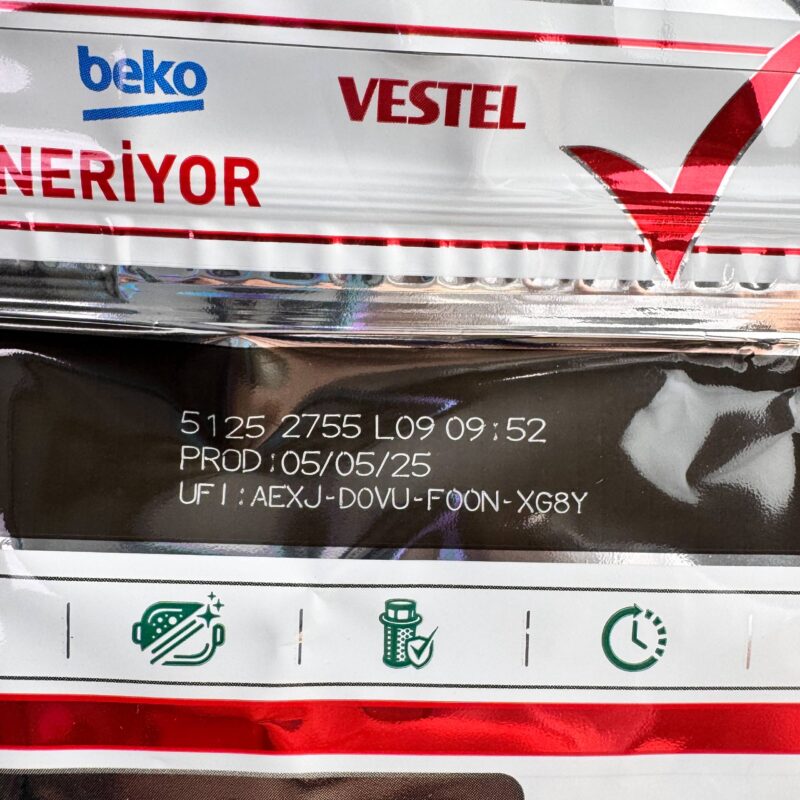 beko
VESTEL
NERİYOR
5125 2755 L09 09:52
PROD:05/05/25
UFI:AEXJ-D0VU-F00N-XG8Y